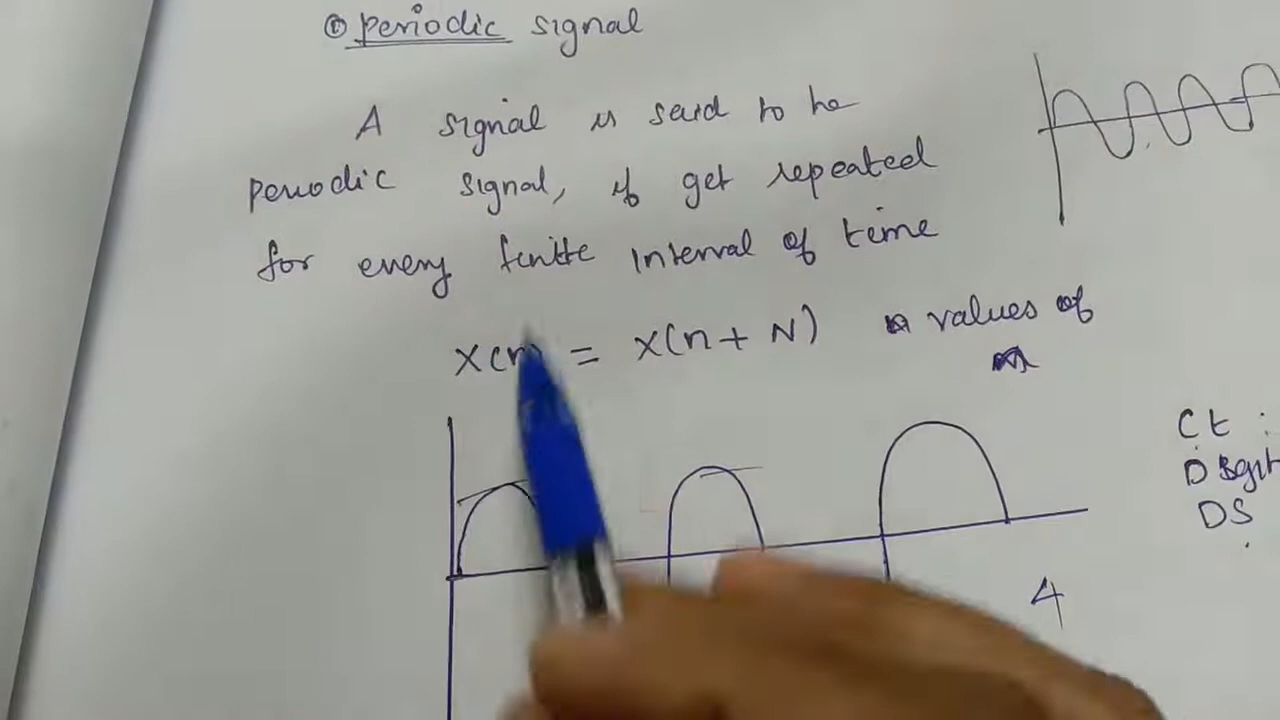 ① periodic signal
A signal is said to be
periodic signal, if get repeated
for every finite interval of time
x(n) = x(n + N) values of
Ct :
D sgnl
DS
4